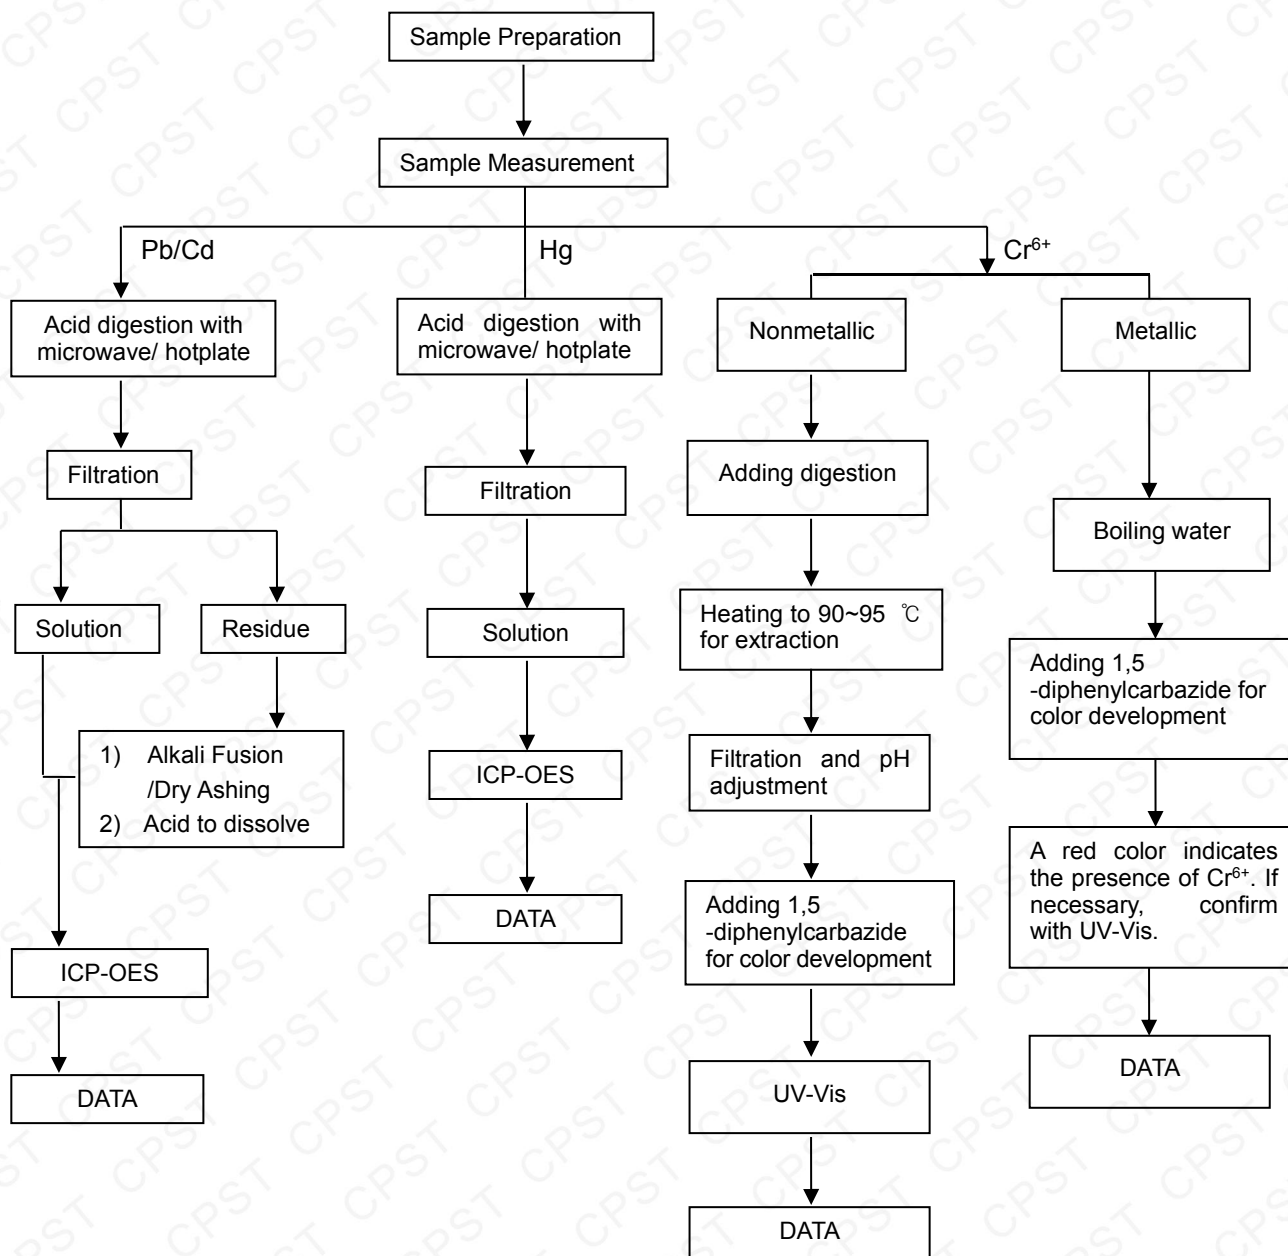 Sample Preparation
Sample Measurement
Pb/Cd
Hg
Cr⁶⁺
Acid digestion with
microwave/ hotplate
Acid digestion with
microwave/ hotplate
Nonmetallic
Metallic
Filtration
Filtration
Adding digestion
Boiling water
Solution
Residue
Solution
Heating to 90~95 ℃
for extraction
Adding 1,5
-diphenylcarbazide for
color development
1) Alkali Fusion
/Dry Ashing
2) Acid to dissolve
ICP-OES
Filtration and pH
adjustment
A red color indicates
the presence of Cr⁶⁺. If
necessary, confirm
with UV-Vis.
DATA
Adding 1,5
-diphenylcarbazide
for color development
ICP-OES
DATA
UV-Vis
DATA
DATA
CPST